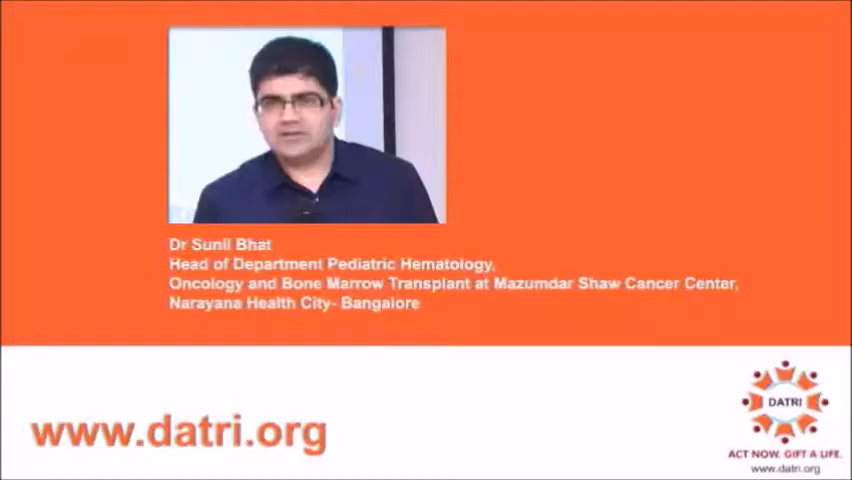 Dr Sunil Bhat
Head of Department Pediatric Hematology,
Oncology and Bone Marrow Transplant at Mazumdar Shaw Cancer Center,
Narayana Health City- Bangalore
www.datri.org
DATRI
ACT NOW. GIFT A LIFE.
www.datri.org